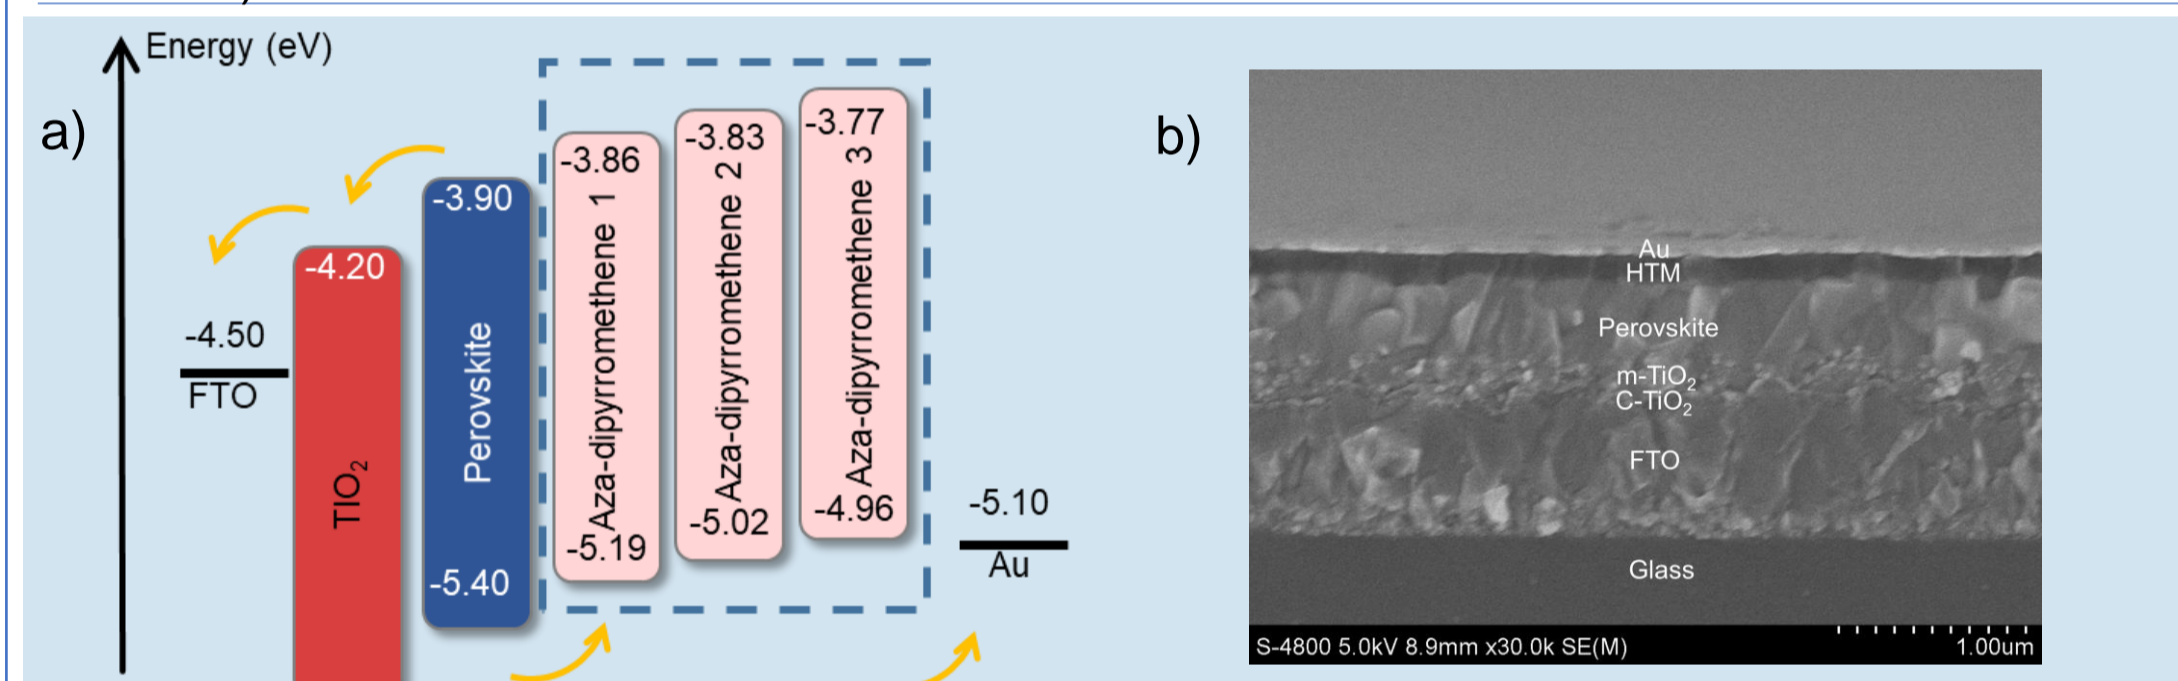 Energy (eV)
a)
-4.50
FTO
-4.20
TIO₂
-3.90
Perovskite
-5.40
-3.86
Aza-dipyrromethene 1
-5.19
-3.83
Aza-dipyrromethene 2
-5.02
-3.77
Aza-dipyrromethene 3
-4.96
-5.10
Au
b)
Au
HTM
Perovskite
m-TiO₂
C-TiO₂
FTO
Glass
S-4800 5.0kV 8.9mm x30.0k SE(M)
1.00um